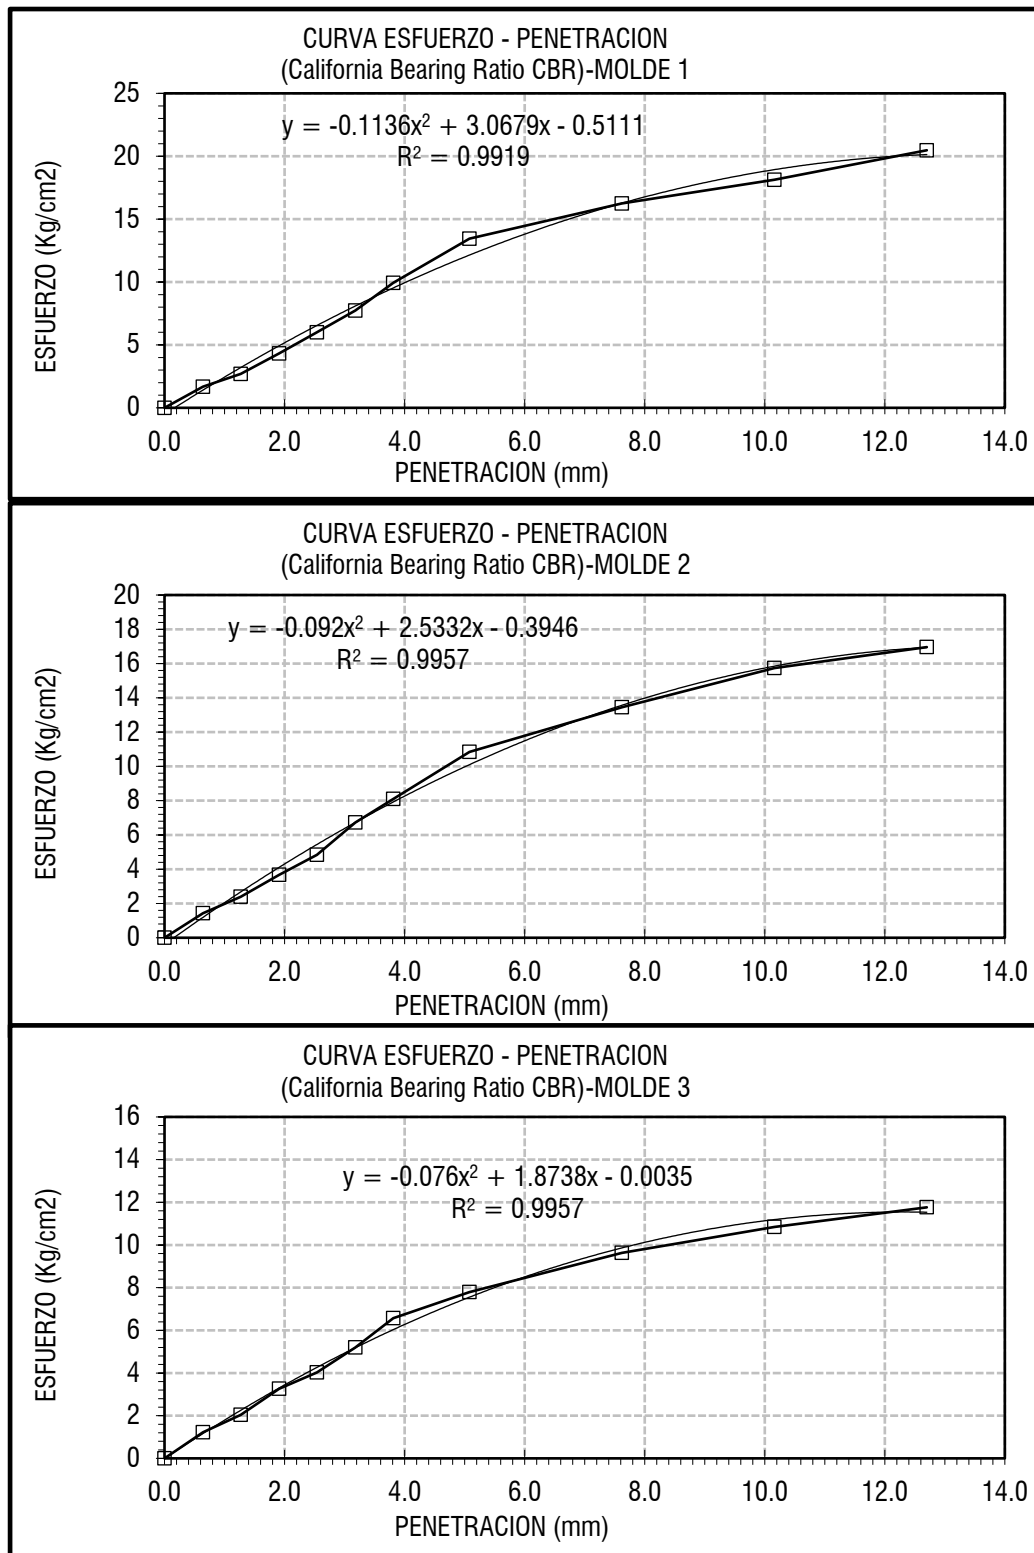 CURVA ESFUERZO - PENETRACION
(California Bearing Ratio CBR)-MOLDE 1
y = -0.1136x² + 3.0679x - 0.5111
R² = 0.9919
ESFUERZO (Kg/cm2)
25
20
15
10
5
0
0.0 2.0 4.0 6.0 8.0 10.0 12.0 14.0
PENETRACION (mm)
CURVA ESFUERZO - PENETRACION
(California Bearing Ratio CBR)-MOLDE 2
y = -0.092x² + 2.5332x - 0.3946
R² = 0.9957
ESFUERZO (Kg/cm2)
20
18
16
14
12
10
8
6
4
2
0
0.0 2.0 4.0 6.0 8.0 10.0 12.0 14.0
PENETRACION (mm)
CURVA ESFUERZO - PENETRACION
(California Bearing Ratio CBR)-MOLDE 3
y = -0.076x² + 1.8738x - 0.0035
R² = 0.9957
ESFUERZO (Kg/cm2)
16
14
12
10
8
6
4
2
0
0.0 2.0 4.0 6.0 8.0 10.0 12.0 14.0
PENETRACION (mm)